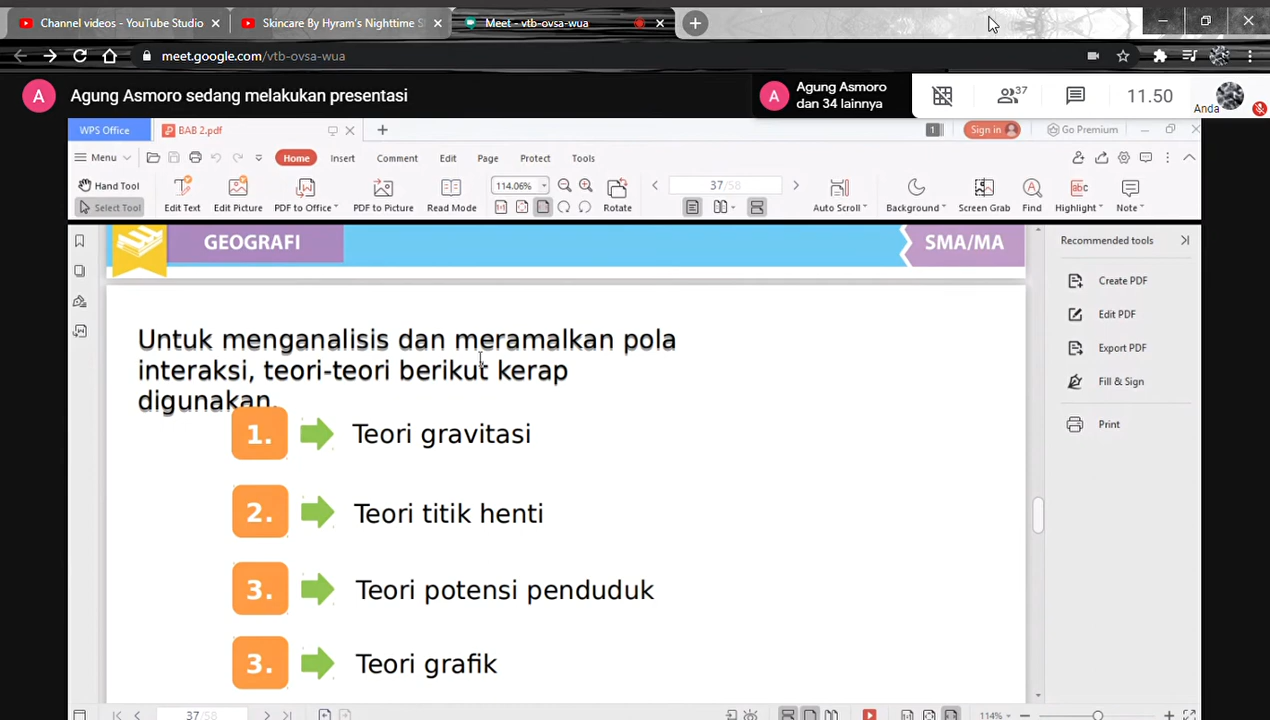 Channel videos - YouTube Studio
Skincare By Hyram's Nighttime S
Meet - vtb-ovsa-wua
meet.google.com/vtb-ovsa-wua
A
Agung Asmoro sedang melakukan presentasi
A
Agung Asmoro
dan 34 lainnya
37
11.50
Anda
WPS Office
BAB 2.pdf
1
Sign in
Go Premium
Menu
Home
Insert
Comment
Edit
Page
Protect
Tools
Hand Tool
Select Tool
Edit Text
Edit Picture
PDF to Office
PDF to Picture
Read Mode
114.06%
Rotate
37/58
Auto Scroll
Background
Screen Grab
Find
Highlight
Note
GEOGRAFI
SMA/MA
Untuk menganalisis dan meramalkan pola
interaksi, teori-teori berikut kerap
digunakan.
1. Teori gravitasi
2. Teori titik henti
3. Teori potensi penduduk
3. Teori grafik
Recommended tools
Create PDF
Edit PDF
Export PDF
Fill & Sign
Print
37/58
114%